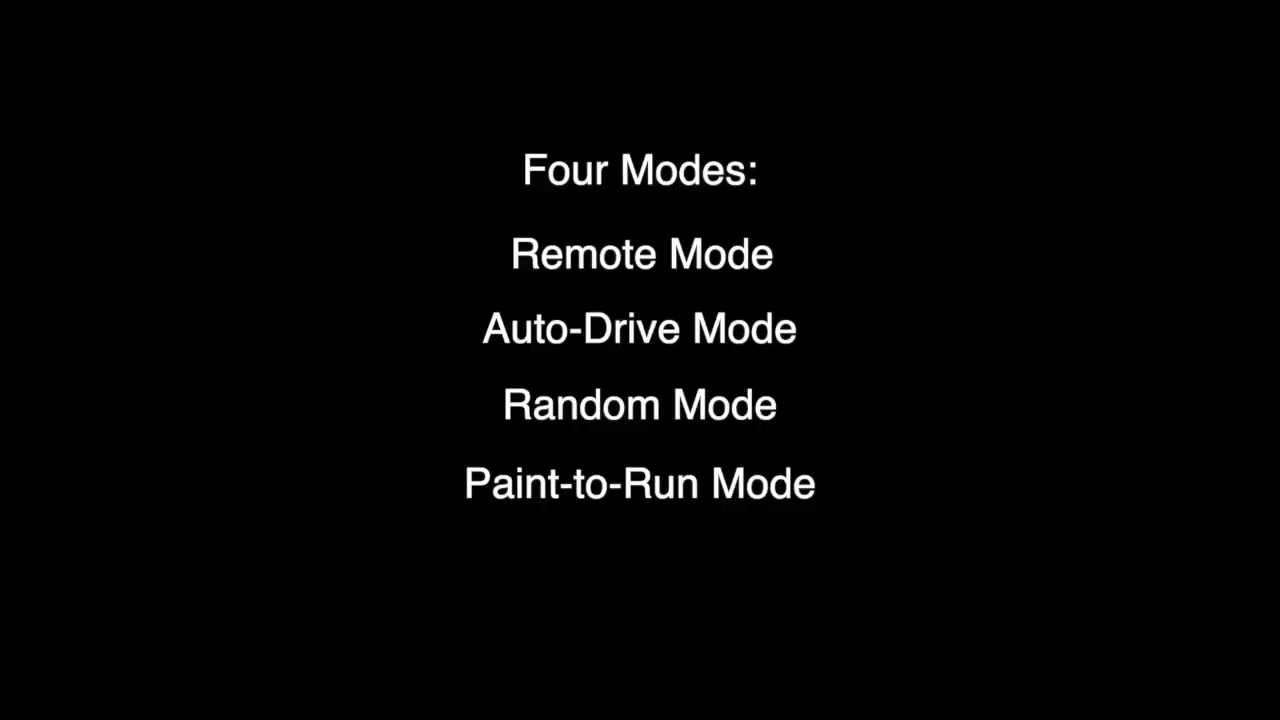 Four Modes:
Remote Mode
Auto-Drive Mode
Random Mode
Paint-to-Run Mode